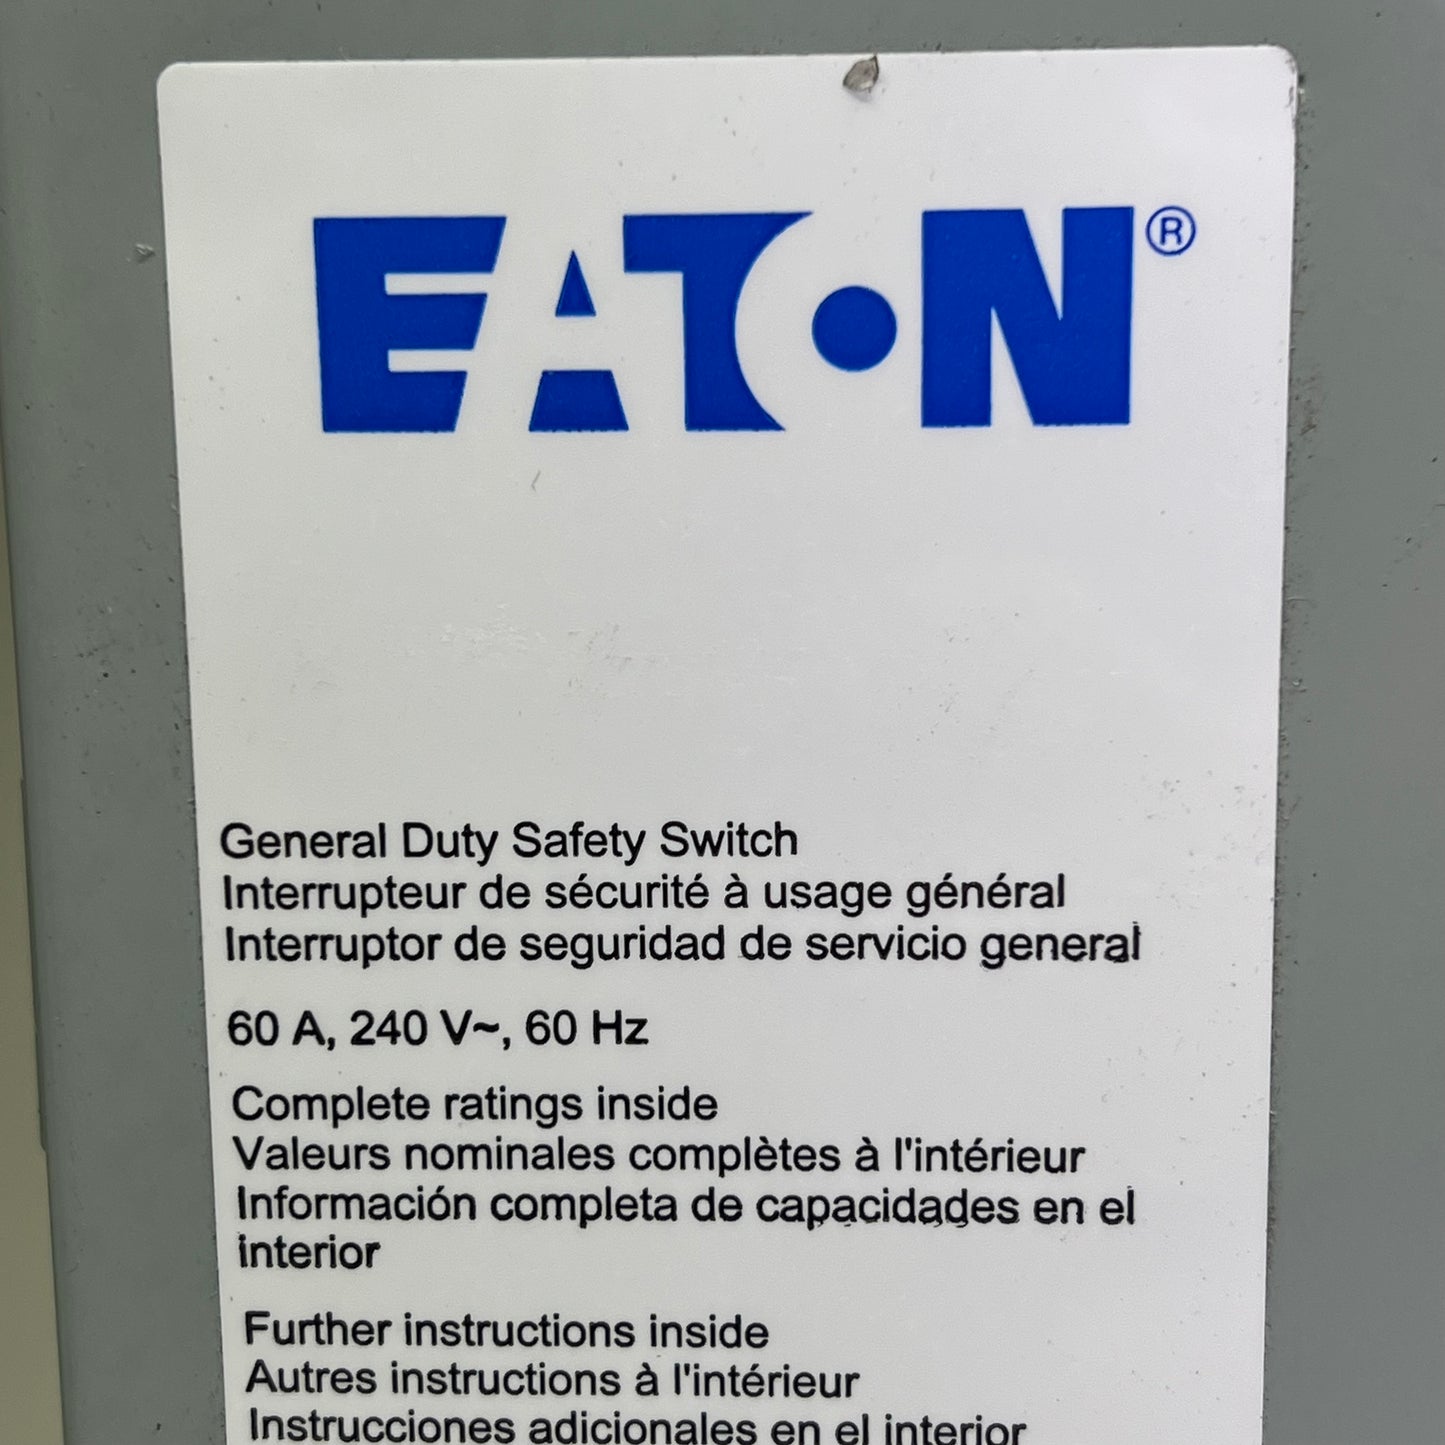 EATON®
General Duty Safety Switch
Interrupteur de sécurité à usage général
Interruptor de seguridad de servicio general
60 A, 240 V~, 60 Hz
Complete ratings inside
Valeurs nominales complètes à l'intérieur
Información completa de capacidades en el
interior
Further instructions inside
Autres instructions à l'intérieur
Instrucciones adicionales en el interior